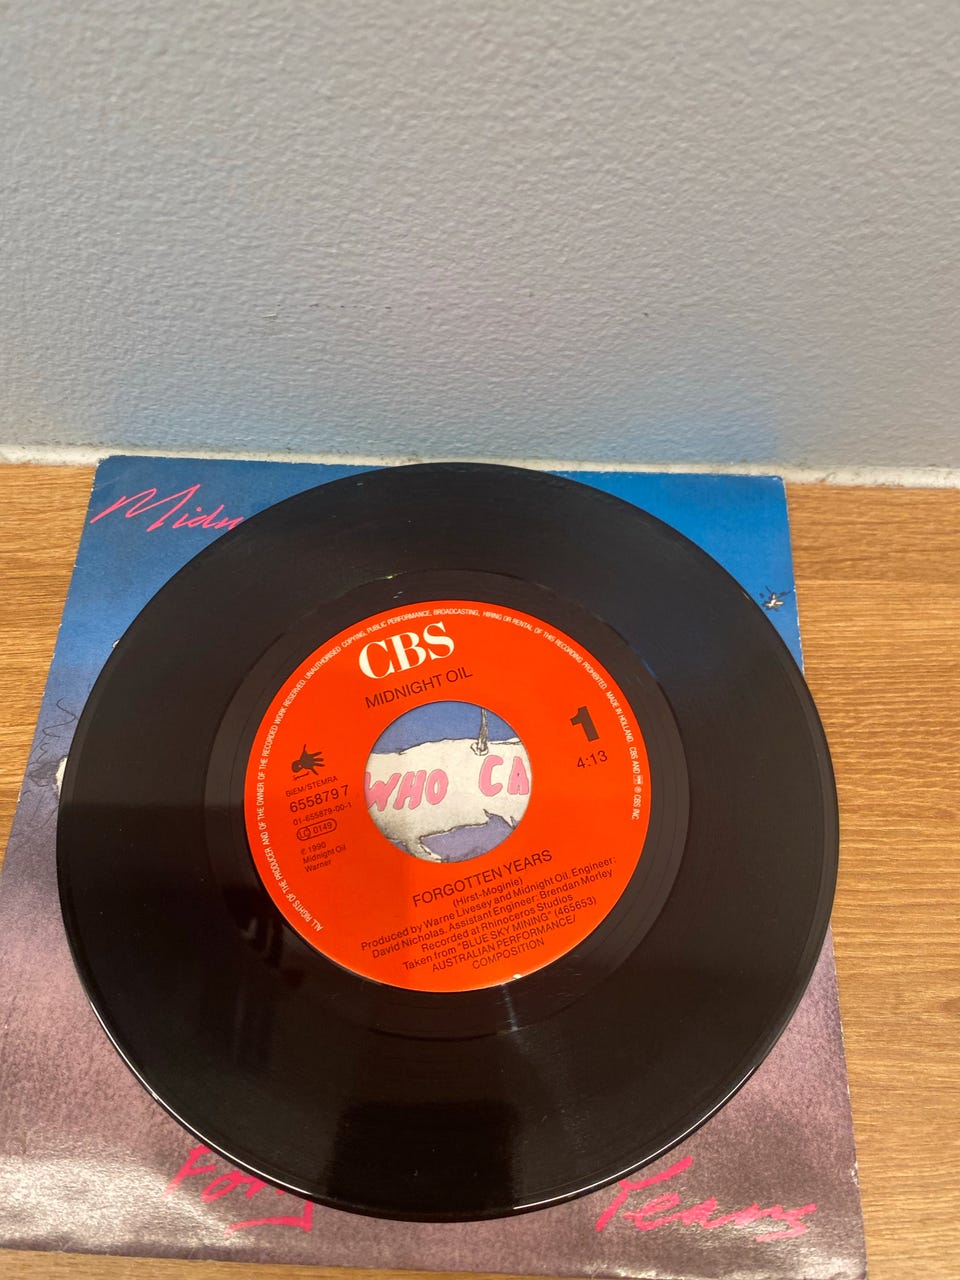 Midn
ALL RIGHTS OF THE PRODUCER AND OF THE OWNER OF THE RECORDED WORK RESERVED. UNAUTHORISED COPYING, PUBLIC PERFORMANCE, BROADCASTING, HIRING OR RENTAL OF THIS RECORDING PROHIBITED. MADE IN HOLLAND. CBS AND ℗ CBS INC.
CBS
MIDNIGHT OIL
1
4:13
BIEM/STEMRA
655879 7
01-655879-00-1
LC 0149
℗ 1990
Midnight Oil
Warner
WHO CA
FORGOTTEN YEARS
(Hirst-Moginie)
Produced by Warne Livesey and Midnight Oil. Engineer:
David Nicholas. Assistant Engineer: Brendan Morley
Recorded at Rhinoceros Studios
Taken from "BLUE SKY MINING" (465653)
AUSTRALIAN PERFORMANCE/
COMPOSITION
Forg
Years